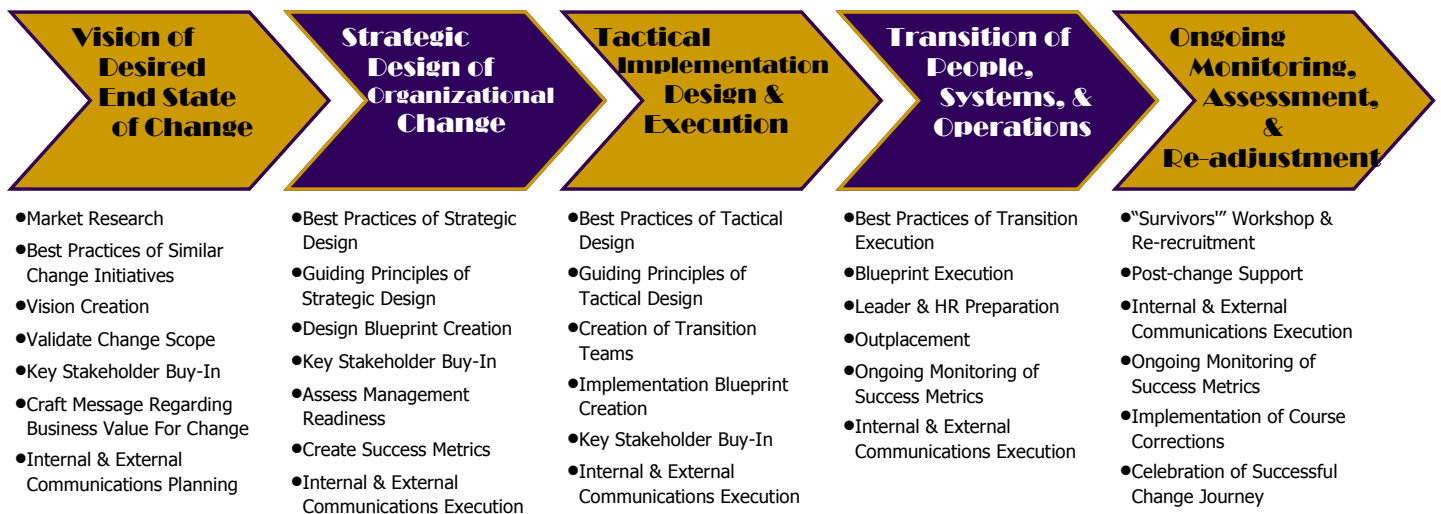 Vision of
Desired
End State
of Change
Strategic
Design of
Organizational
Change
Tactical
Implementation
Design &
Execution
Transition of
People,
Systems, &
Operations
Ongoing
Monitoring,
Assessment,
&
Re-adjustment
●Market Research
●Best Practices of Similar
Change Initiatives
●Vision Creation
●Validate Change Scope
●Key Stakeholder Buy-In
●Craft Message Regarding
Business Value For Change
●Internal & External
Communications Planning
●Best Practices of Strategic
Design
●Guiding Principles of
Strategic Design
●Design Blueprint Creation
●Key Stakeholder Buy-In
●Assess Management
Readiness
●Create Success Metrics
●Internal & External
Communications Execution
●Best Practices of Tactical
Design
●Guiding Principles of
Tactical Design
●Creation of Transition
Teams
●Implementation Blueprint
Creation
●Key Stakeholder Buy-In
●Internal & External
Communications Execution
●Best Practices of Transition
Execution
●Blueprint Execution
●Leader & HR Preparation
●Outplacement
●Ongoing Monitoring of
Success Metrics
●Internal & External
Communications Execution
●“Survivors'” Workshop &
Re-recruitment
●Post-change Support
●Internal & External
Communications Execution
●Ongoing Monitoring of
Success Metrics
●Implementation of Course
Corrections
●Celebration of Successful
Change Journey